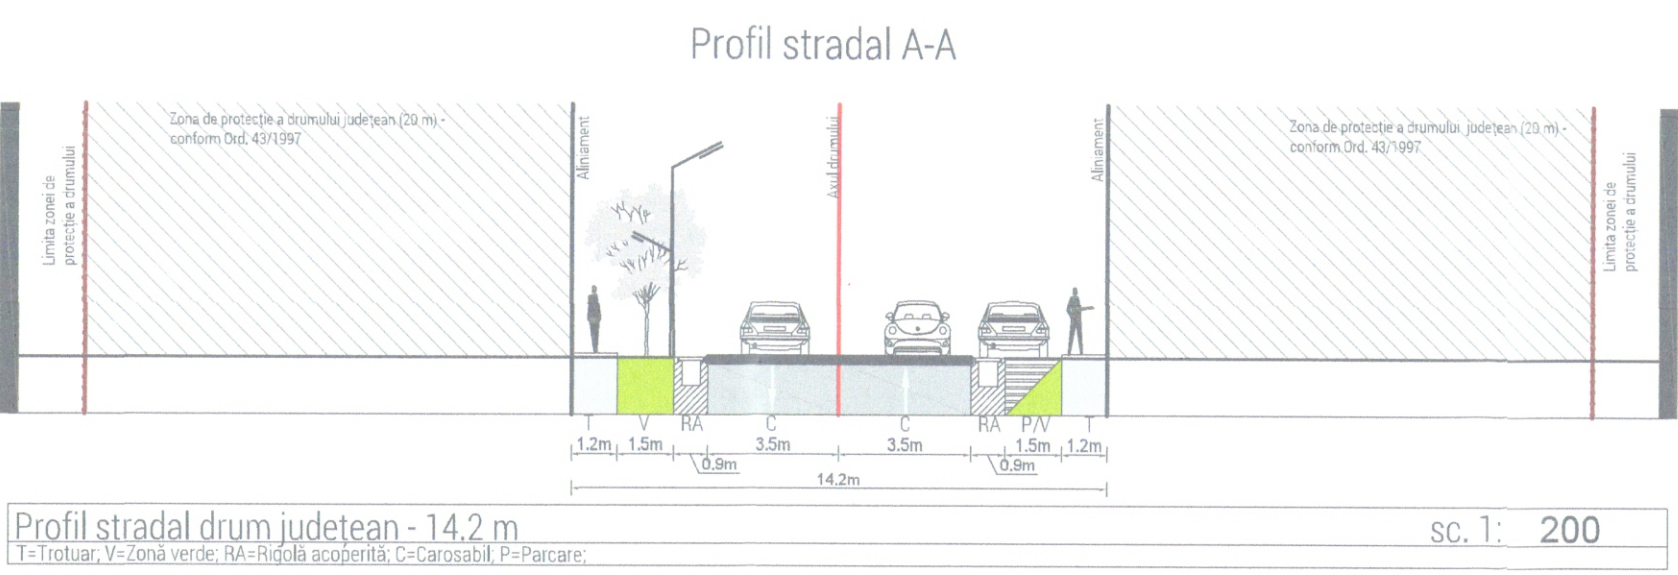 Profil stradal A-A
Zona de protecție a drumului județean (20 m) -
conform Ord. 43/1997
Zona de protecție a drumului județean (20 m) -
conform Ord. 43/1997
Limita zonei de
protecție a drumului
Aliniament
Axul drumului
Aliniament
Limita zonei de
protecție a drumului
T V RA C C RA P/V T
1.2m 1.5m 3.5m 3.5m 1.5m 1.2m
0.9m 0.9m
14.2m
Profil stradal drum județean - 14.2 m
sc. 1: 200
T=Trotuar; V=Zonă verde; RA=Rigolă acoperită; C=Carosabil; P=Parcare;